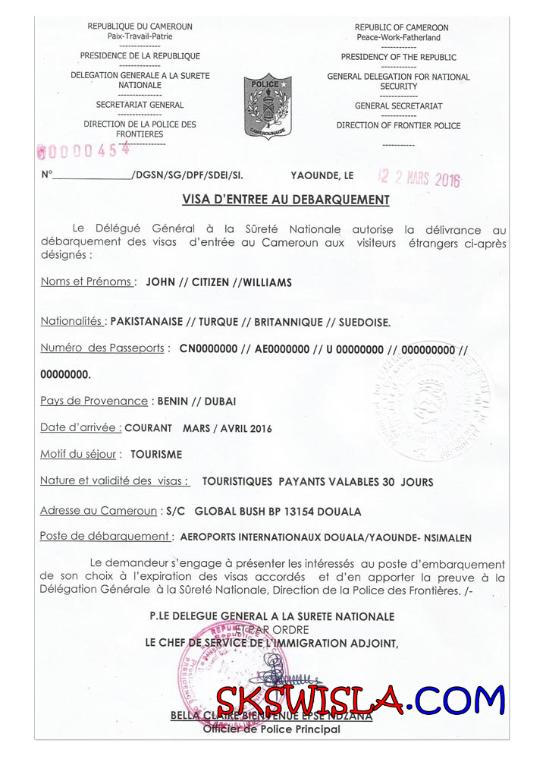 REPUBLIQUE DU CAMEROUN
Paix-Travail-Patrie
-------------
PRESIDENCE DE LA REPUBLIQUE
-------------
DELEGATION GENERALE A LA SURETE
NATIONALE
-------------
SECRETARIAT GENERAL
-------------
DIRECTION DE LA POLICE DES
FRONTIERES
-------------
REPUBLIC OF CAMEROON
Peace-Work-Fatherland
-------------
PRESIDENCY OF THE REPUBLIC
-------------
GENERAL DELEGATION FOR NATIONAL
SECURITY
-------------
GENERAL SECRETARIAT
-------------
DIRECTION OF FRONTIER POLICE
-----------
POLICE
CAMEROUNAISE
00000454
N°______________/DGSN/SG/DPF/SDEI/SI. YAOUNDE, LE 22 MARS 2016
VISA D'ENTREE AU DEBARQUEMENT
Le Délégué Général à la Sûreté Nationale autorise la délivrance au
débarquement des visas d'entrée au Cameroun aux visiteurs étrangers ci-après
désignés :
Noms et Prénoms : JOHN // CITIZEN //WILLIAMS
Nationalités : PAKISTANAISE // TURQUE // BRITANNIQUE // SUEDOISE.
Numéro des Passeports : CN0000000 // AE0000000 // U 00000000 // 000000000 //
00000000.
Pays de Provenance : BENIN // DUBAI
Date d'arrivée : COURANT MARS / AVRIL 2016
Motif du séjour : TOURISME
Nature et validité des visas : TOURISTIQUES PAYANTS VALABLES 30 JOURS
Adresse au Cameroun : S/C GLOBAL BUSH BP 13154 DOUALA
Poste de débarquement : AEROPORTS INTERNATIONAUX DOUALA/YAOUNDE- NSIMALEN
Le demandeur s'engage à présenter les intéressés au poste d'embarquement
de son choix à l'expiration des visas accordés et d'en apporter la preuve à la
Délégation Générale à la Sûreté Nationale, Direction de la Police des Frontières. /-
P.LE DELEGUE GENERAL A LA SURETE NATIONALE
ET PAR ORDRE
LE CHEF DE SERVICE DE L'IMMIGRATION ADJOINT,
SKSWISLA.COM
BELLA CLAIRE BIENVENUE EPSE NDZANA
Officier de Police Principal